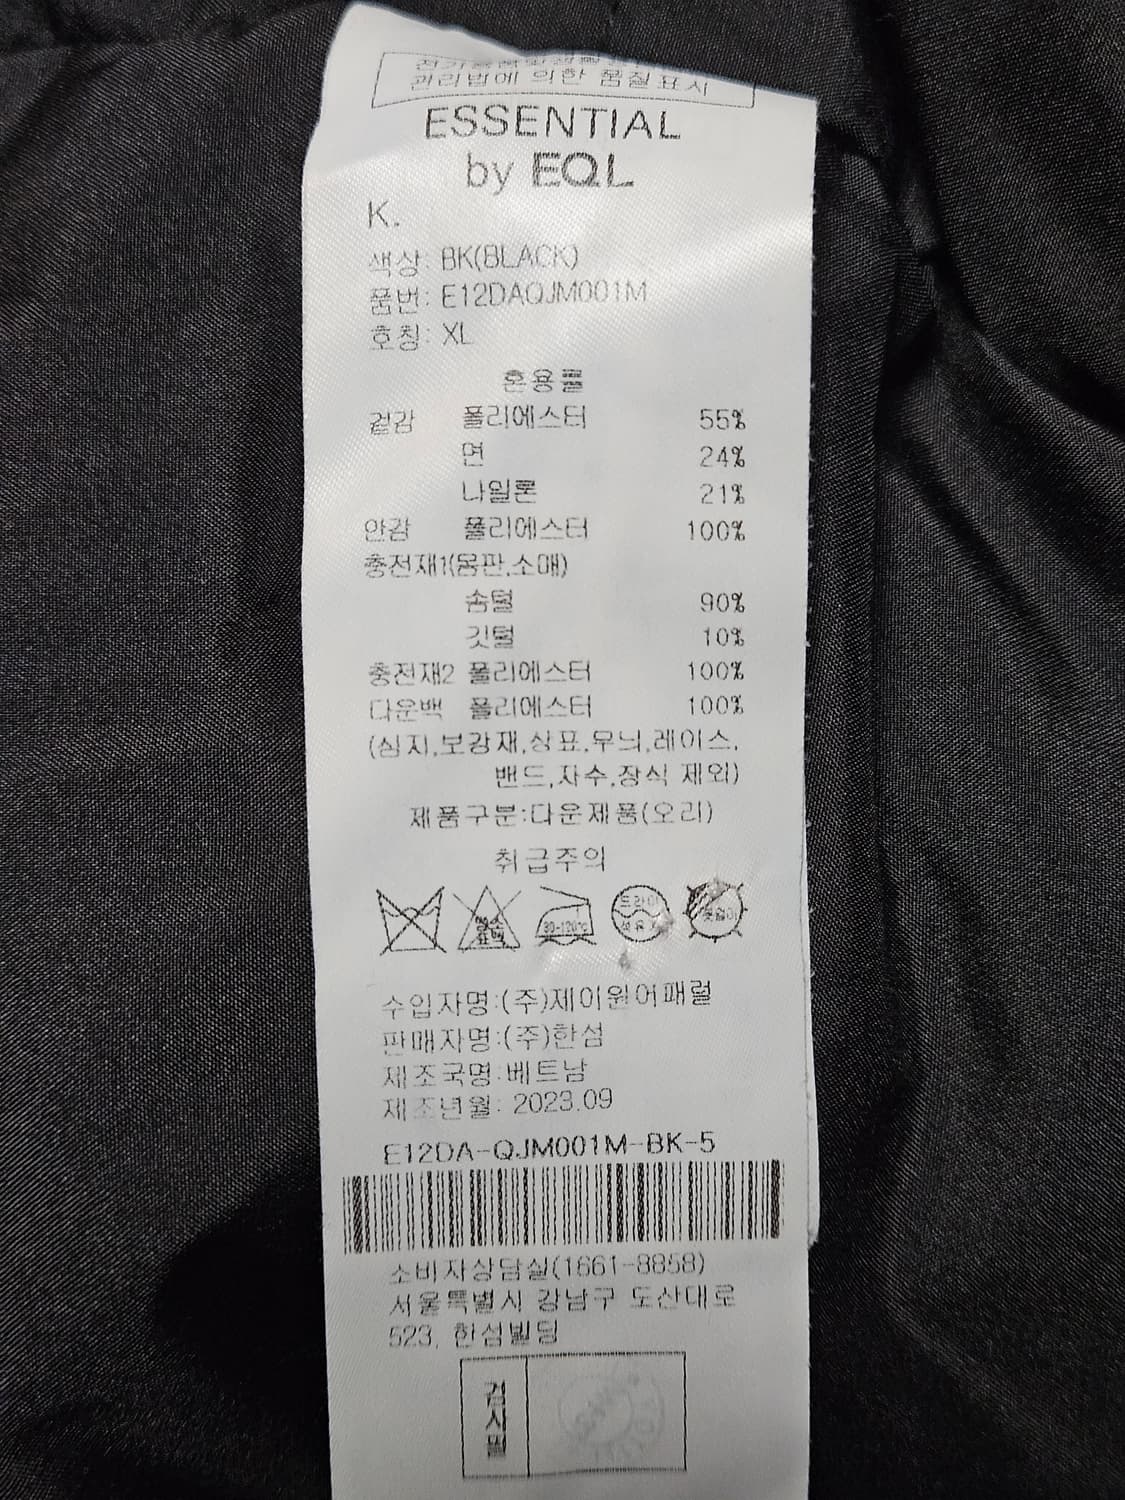 관리법에 의한 품질표시
ESSENTIAL
by EQL
K.
색상: BK(BLACK)
품번: E12DAQJM001M
호칭: XL
혼용률
겉감 폴리에스터 55%
면 24%
나일론 21%
안감 폴리에스터 100%
충전재1(몸판,소매)
솜털 90%
깃털 10%
충전재2 폴리에스터 100%
다운백 폴리에스터 100%
(심지,보강재,상표,무늬,레이스,
밴드,자수,장식 제외)
제품구분:다운제품(오리)
취급주의
염소 표백 80-120℃ 드라이
수입자명:(주)제이원어패럴
판매자명:(주)한섬
제조국명:베트남
제조년월: 2023.09
E12DA-QJM001M-BK-5
소비자상담실(1661-8858)
서울특별시 강남구 도산대로
523, 한섬빌딩
검사필